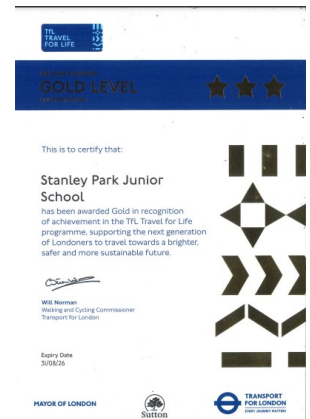 TfL
TRAVEL
FOR LIFE
GOLD LEVEL
This is to certify that:
Stanley Park Junior
School
has been awarded Gold in recognition
of achievement in the TfL Travel for Life
programme, supporting the next generation
of Londoners to travel towards a brighter,
safer and more sustainable future.
Will Norman
Walking and Cycling Commissioner
Transport for London
Expiry Date
31/08/26
MAYOR OF LONDON
Sutton
TRANSPORT
FOR LONDON
EVERY JOURNEY MATTERS